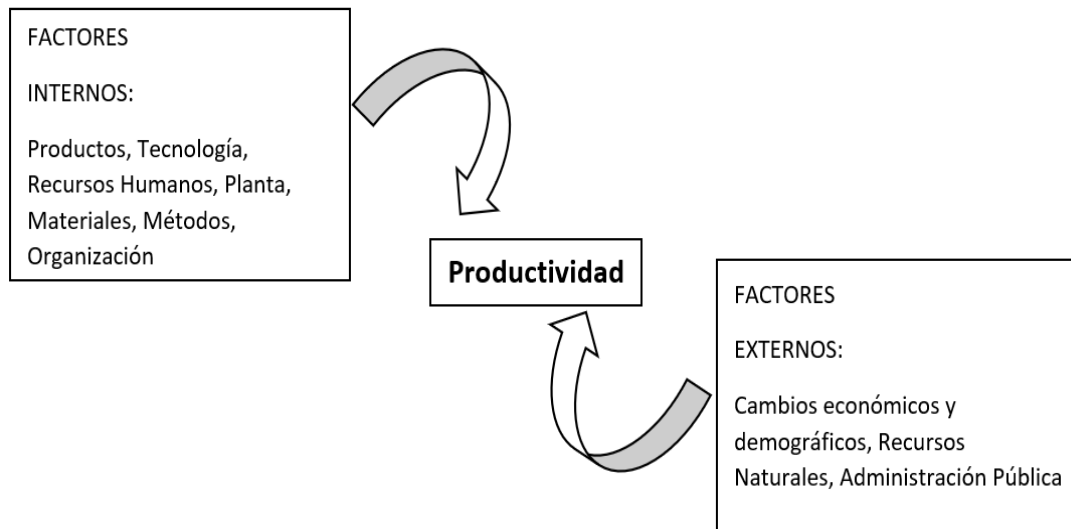 FACTORES
INTERNOS:
Productos, Tecnología,
Recursos Humanos, Planta,
Materiales, Métodos,
Organización
Productividad
FACTORES
EXTERNOS:
Cambios económicos y
demográficos, Recursos
Naturales, Administración Pública